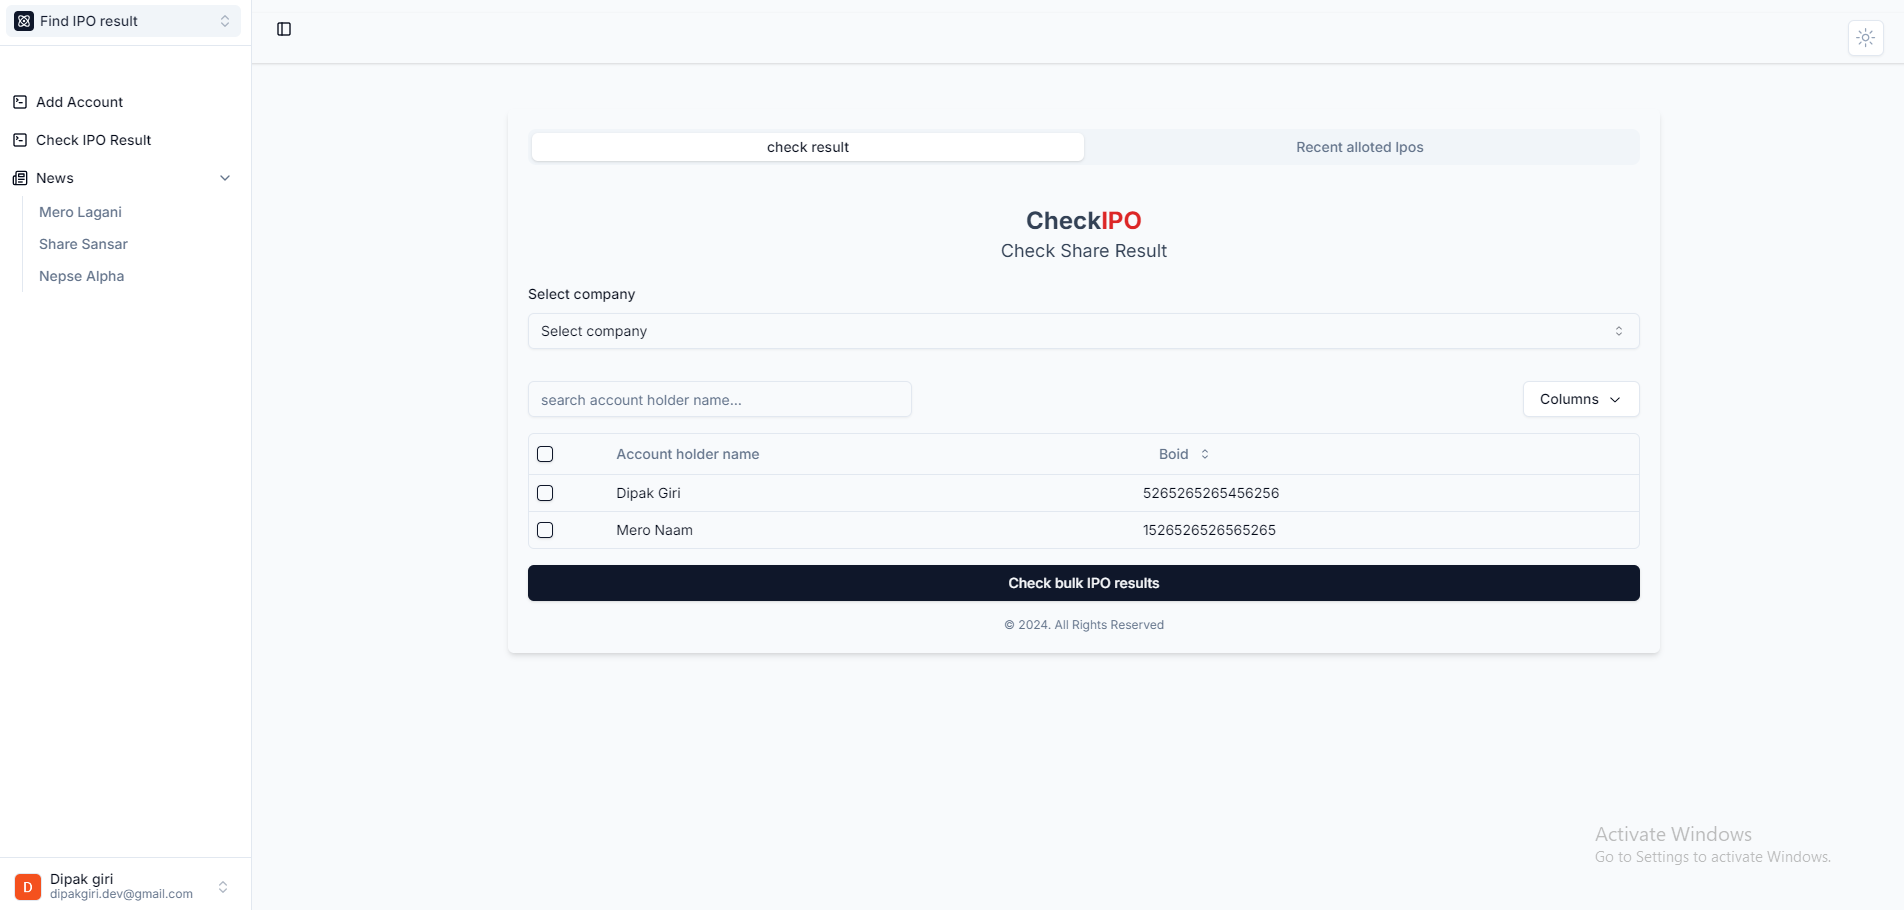 Find IPO result
Add Account
Check IPO Result
News
Mero Lagani
Share Sansar
Nepse Alpha
D
Dipak giri
dipakgiri.dev@gmail.com
check result
Recent alloted Ipos
CheckIPO
Check Share Result
Select company
Select company
search account holder name...
Columns
Account holder name Boid
Dipak Giri 5265265265456256
Mero Naam 1526526526565265
Check bulk IPO results
© 2024. All Rights Reserved
Activate Windows
Go to Settings to activate Windows.